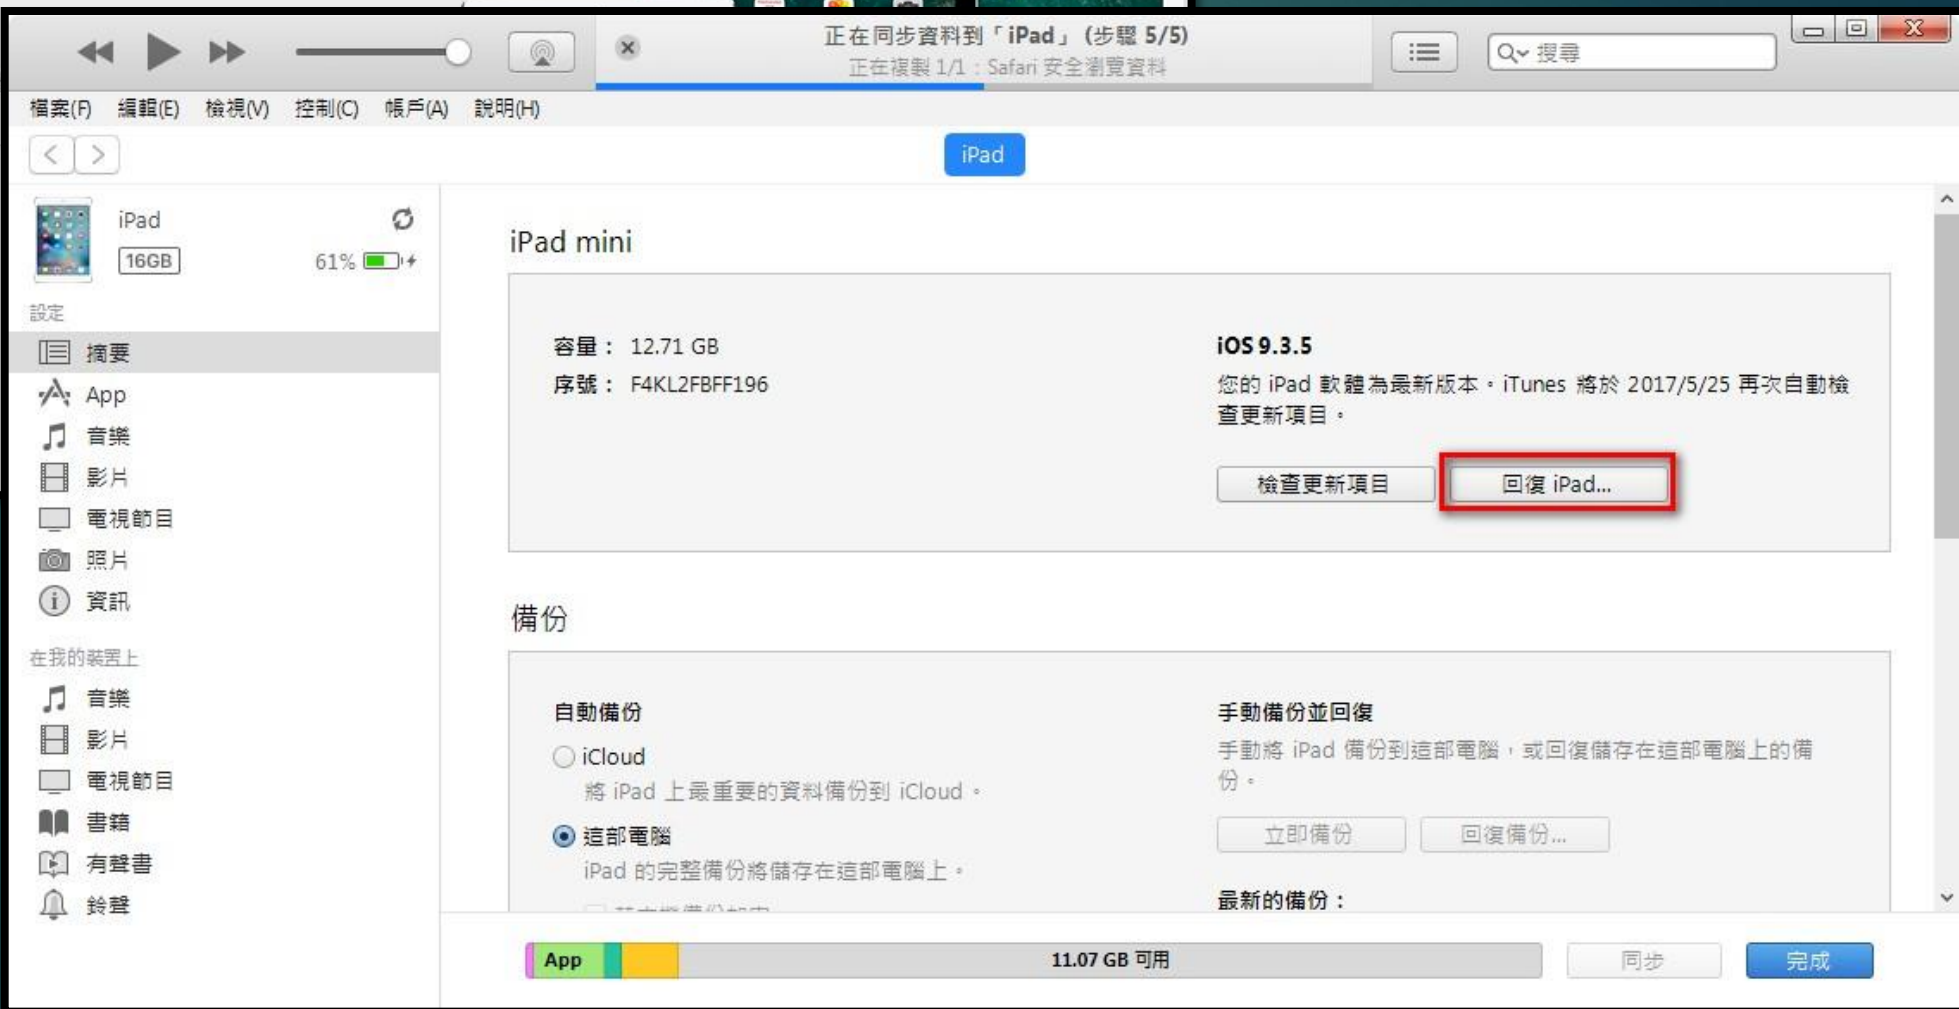 正在同步資料到「iPad」 (步驟 5/5)
正在複製 1/1：Safari 安全瀏覽資料
搜尋
檔案(F) 編輯(E) 檢視(V) 控制(C) 帳戶(A) 說明(H)
iPad
iPad
16GB
61%
設定
摘要
App
音樂
影片
電視節目
照片
資訊
在我的裝置上
音樂
影片
電視節目
書籍
有聲書
鈴聲
iPad mini
容量： 12.71 GB
序號： F4KL2FBFF196
iOS 9.3.5
您的 iPad 軟體為最新版本。iTunes 將於 2017/5/25 再次自動檢
查更新項目。
檢查更新項目
回復 iPad...
備份
自動備份
iCloud
將 iPad 上最重要的資料備份到 iCloud。
這部電腦
iPad 的完整備份將儲存在這部電腦上。
手動備份並回復
手動將 iPad 備份到這部電腦，或回復儲存在這部電腦上的備
份。
立即備份
回復備份...
最新的備份：
App
11.07 GB 可用
同步
完成